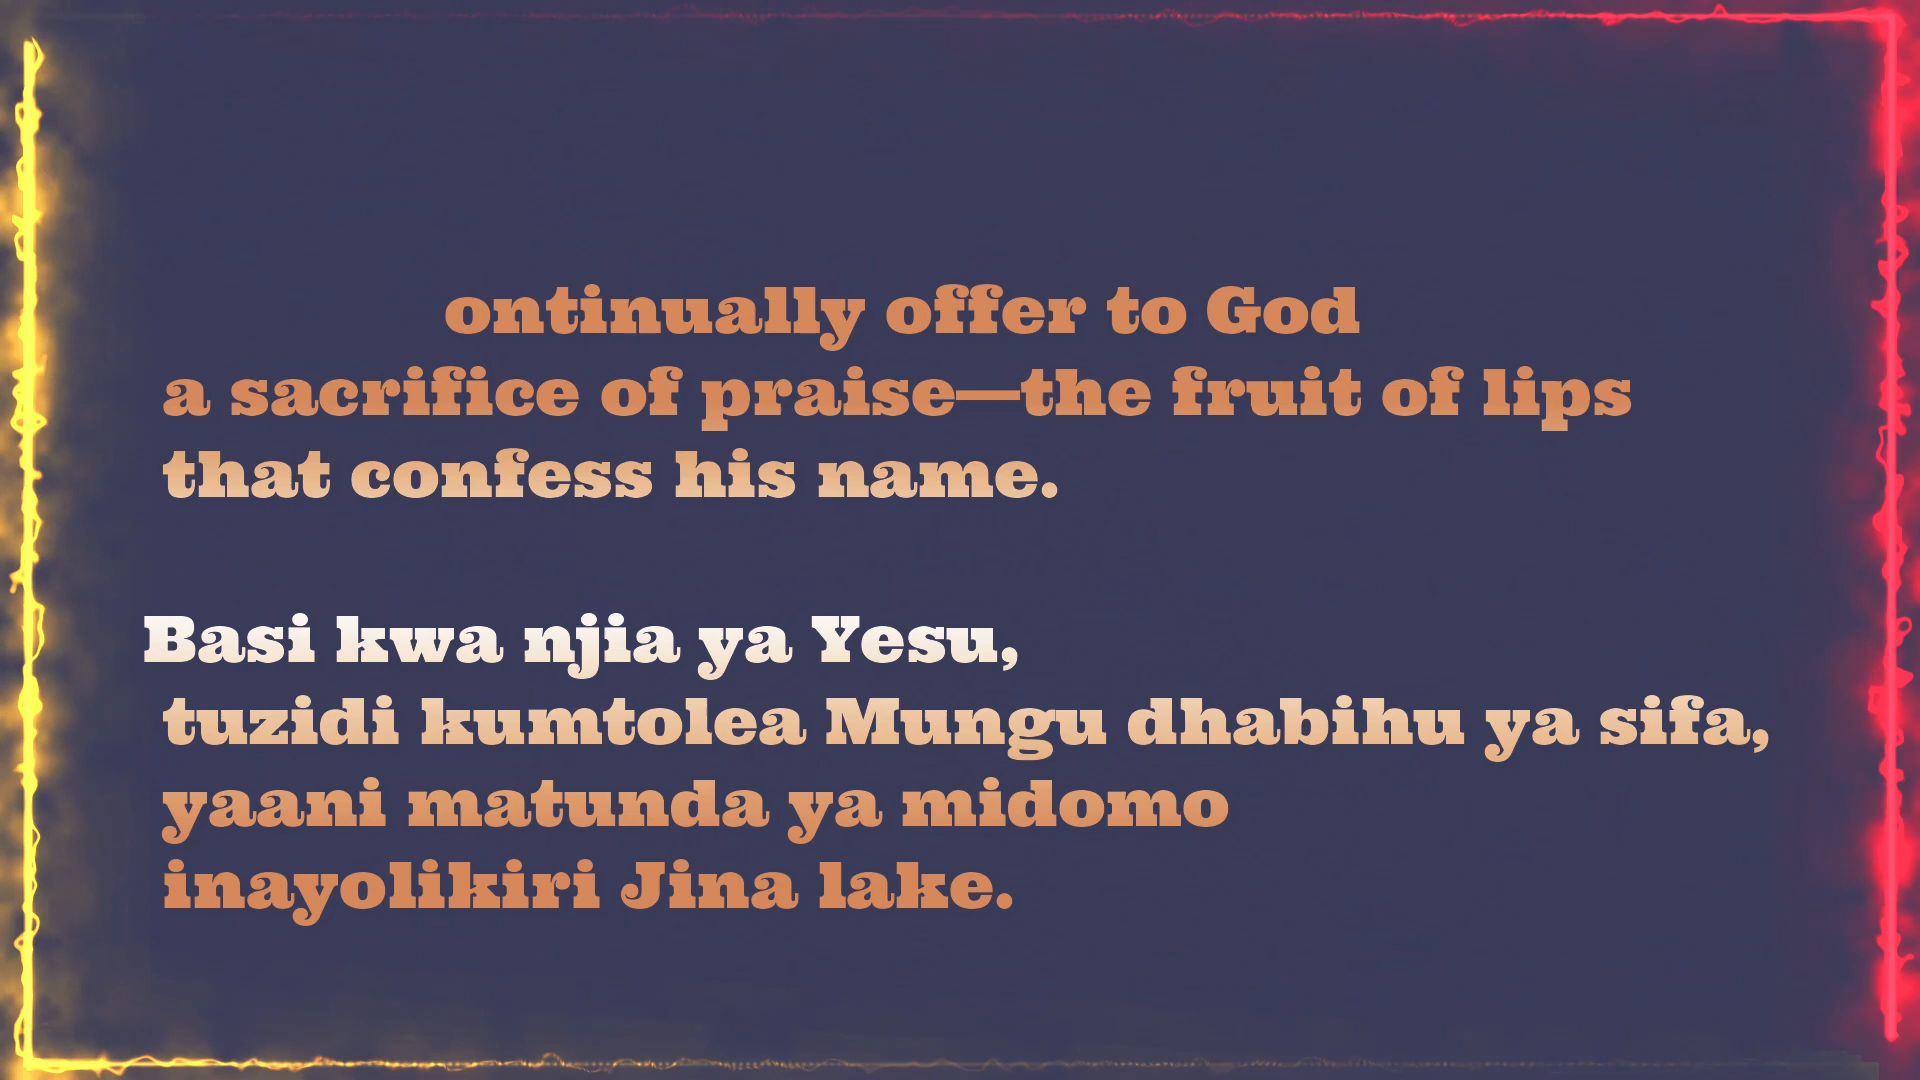 ontinually offer to God
a sacrifice of praise—the fruit of lips
that confess his name.
Basi kwa njia ya Yesu,
tuzidi kumtolea Mungu dhabihu ya sifa,
yaani matunda ya midomo
inayolikiri Jina lake.